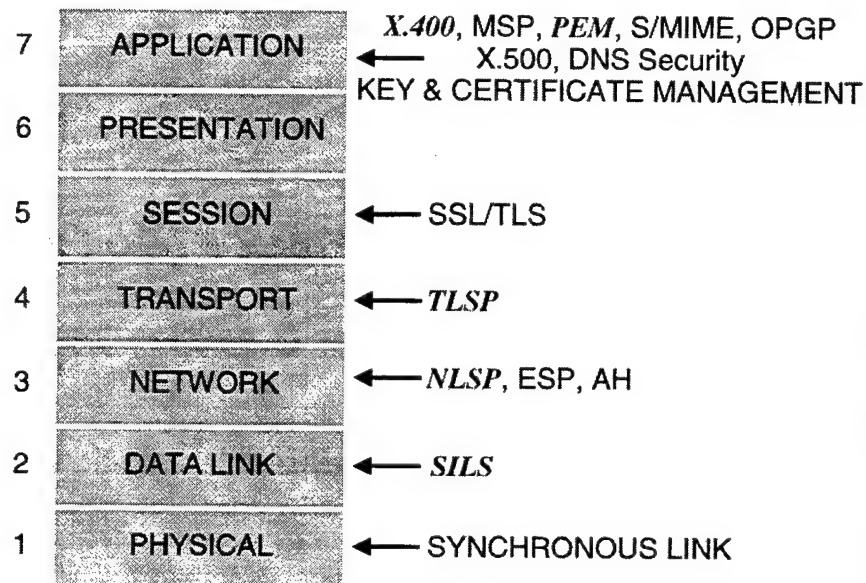 X.400, MSP, PEM, S/MIME, OPGP
7 APPLICATION X.500, DNS Security
KEY & CERTIFICATE MANAGEMENT
6 PRESENTATION
5 SESSION SSL/TLS
4 TRANSPORT TLSP
3 NETWORK NLSP, ESP, AH
2 DATA LINK SILS
1 PHYSICAL SYNCHRONOUS LINK